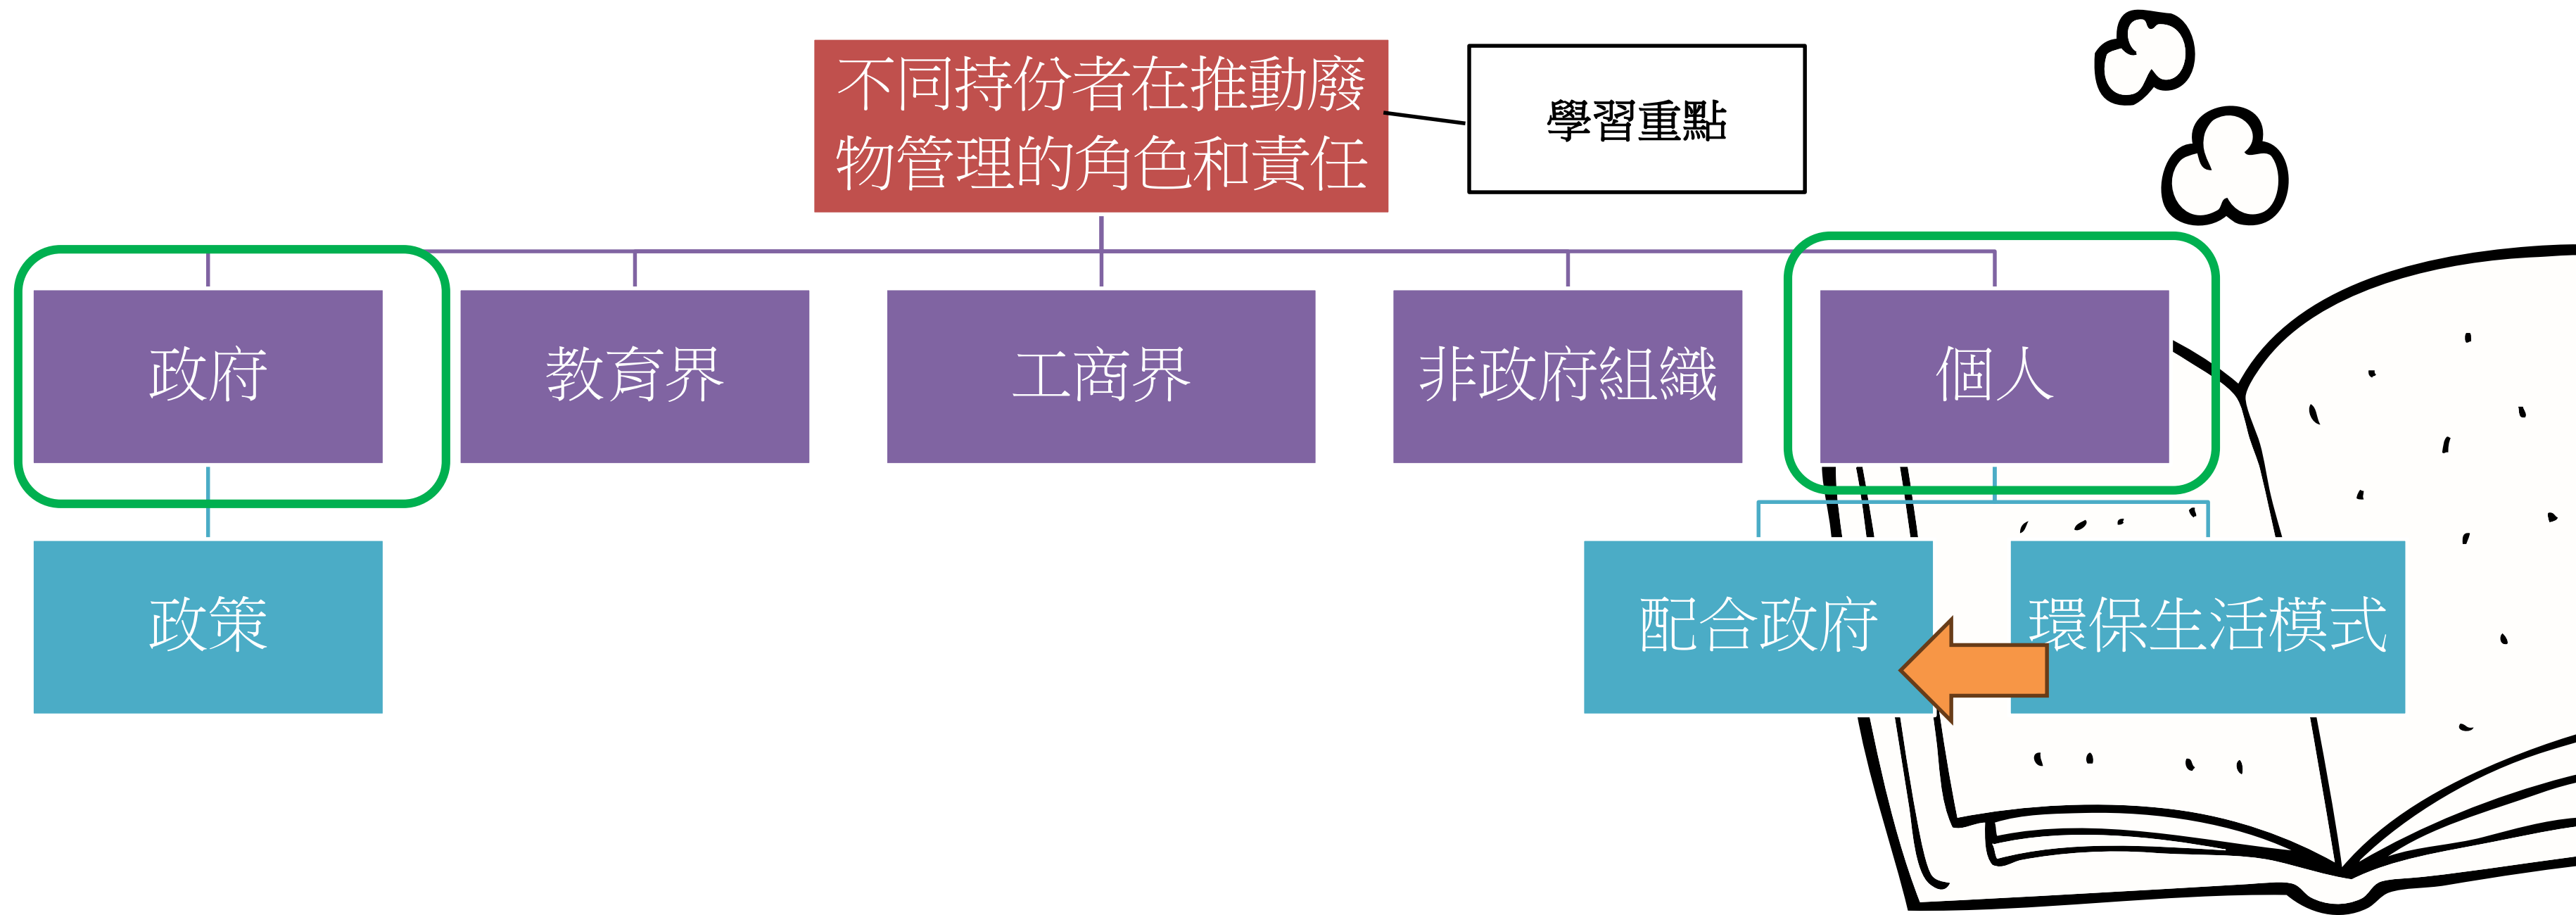 不同持份者在推動廢
物管理的角色和責任
學習重點
政府
教育界
工商界
非政府組織
個人
政策
配合政府
環保生活模式